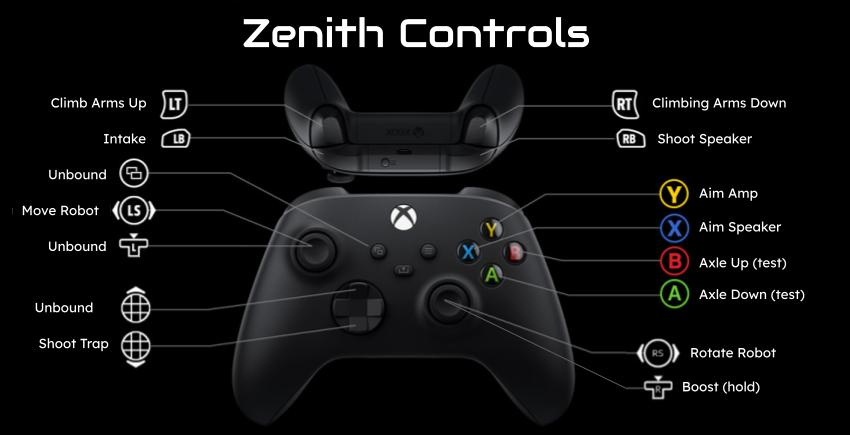 Zenith Controls
Climb Arms Up LT
RT Climbing Arms Down
Intake LB
RB Shoot Speaker
Unbound
Move Robot LS
Unbound L
Unbound
Shoot Trap
XBOX
Y
X
B
A
Y Aim Amp
X Aim Speaker
B Axle Up (test)
A Axle Down (test)
RS Rotate Robot
R Boost (hold)